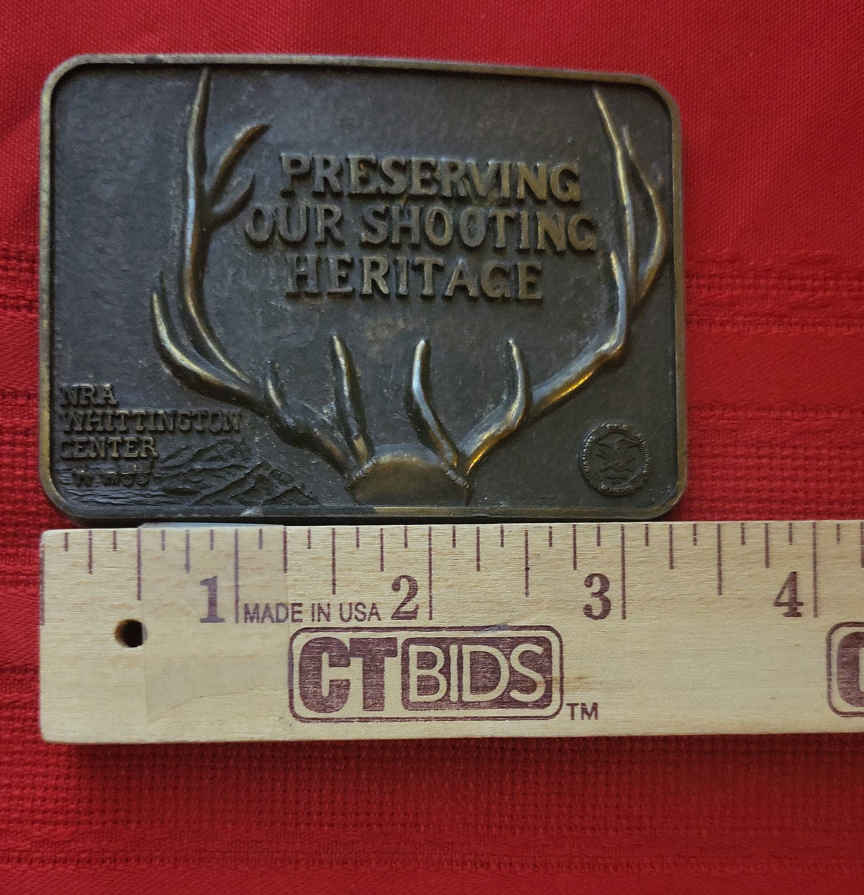 PRESERVING
OUR SHOOTING
HERITAGE
NRA
WHITTINGTON
CENTER
1 MADE IN USA 2 3 4
CTBIDS TM